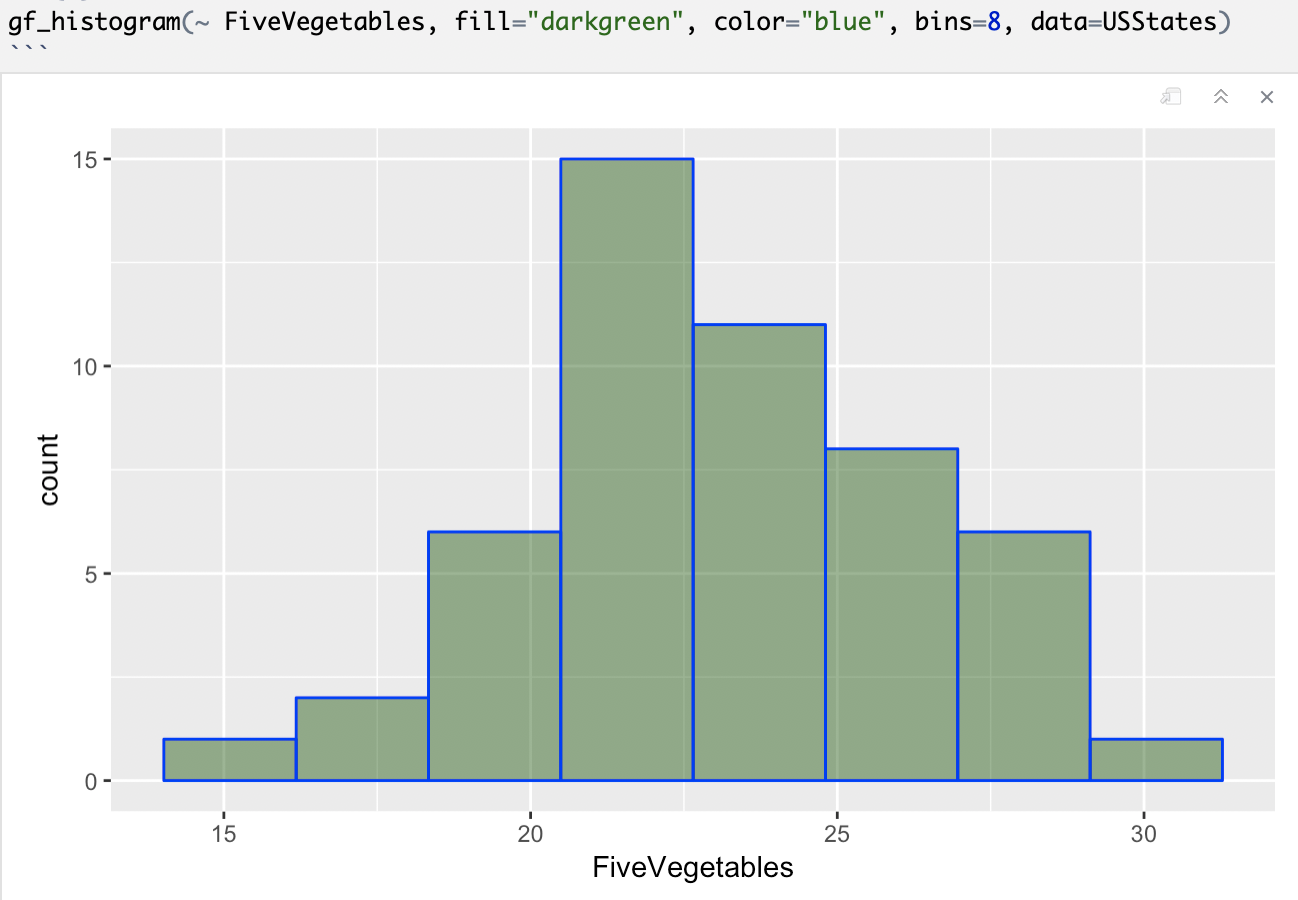 gf_histogram(~ FiveVegetables, fill="darkgreen", color="blue", bins=8, data=USStates)
```
15
10
5
0
count
15 20 25 30
FiveVegetables